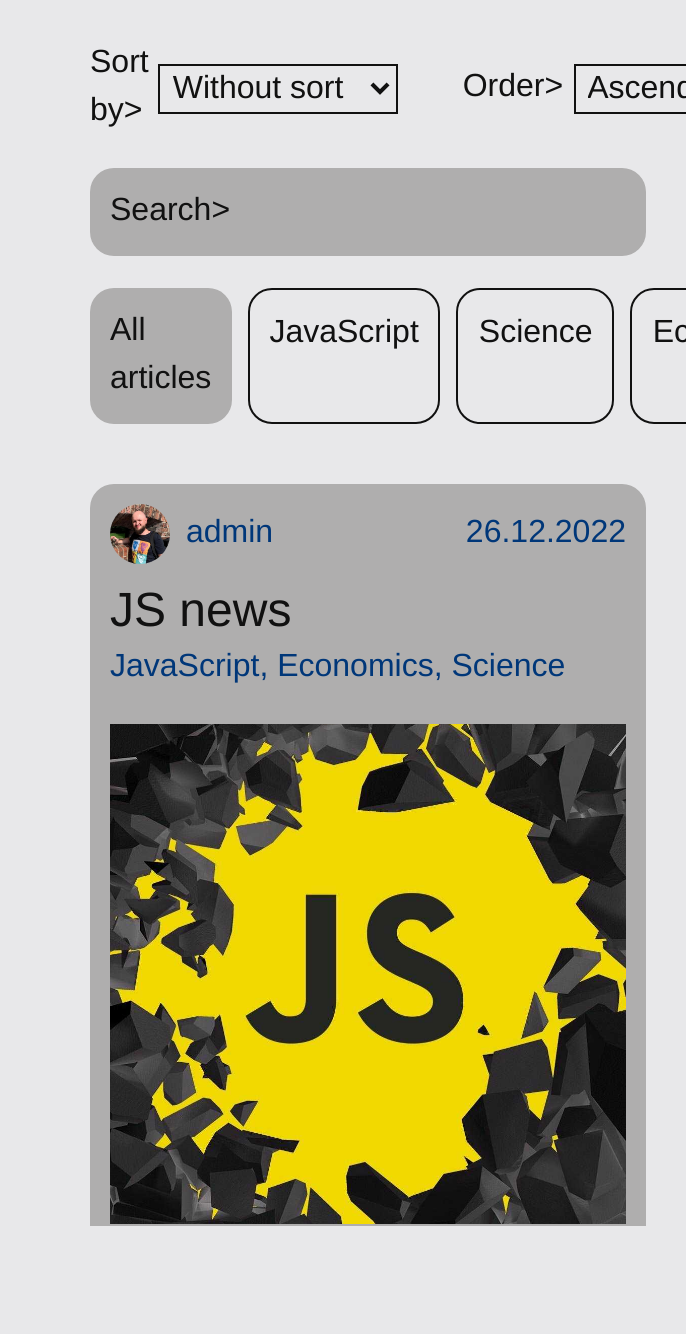 Sort by>
Without sort
Order>
Ascend
Search>
All articles
JavaScript
Science
Ec
admin
26.12.2022
JS news
JavaScript, Economics, Science
JS